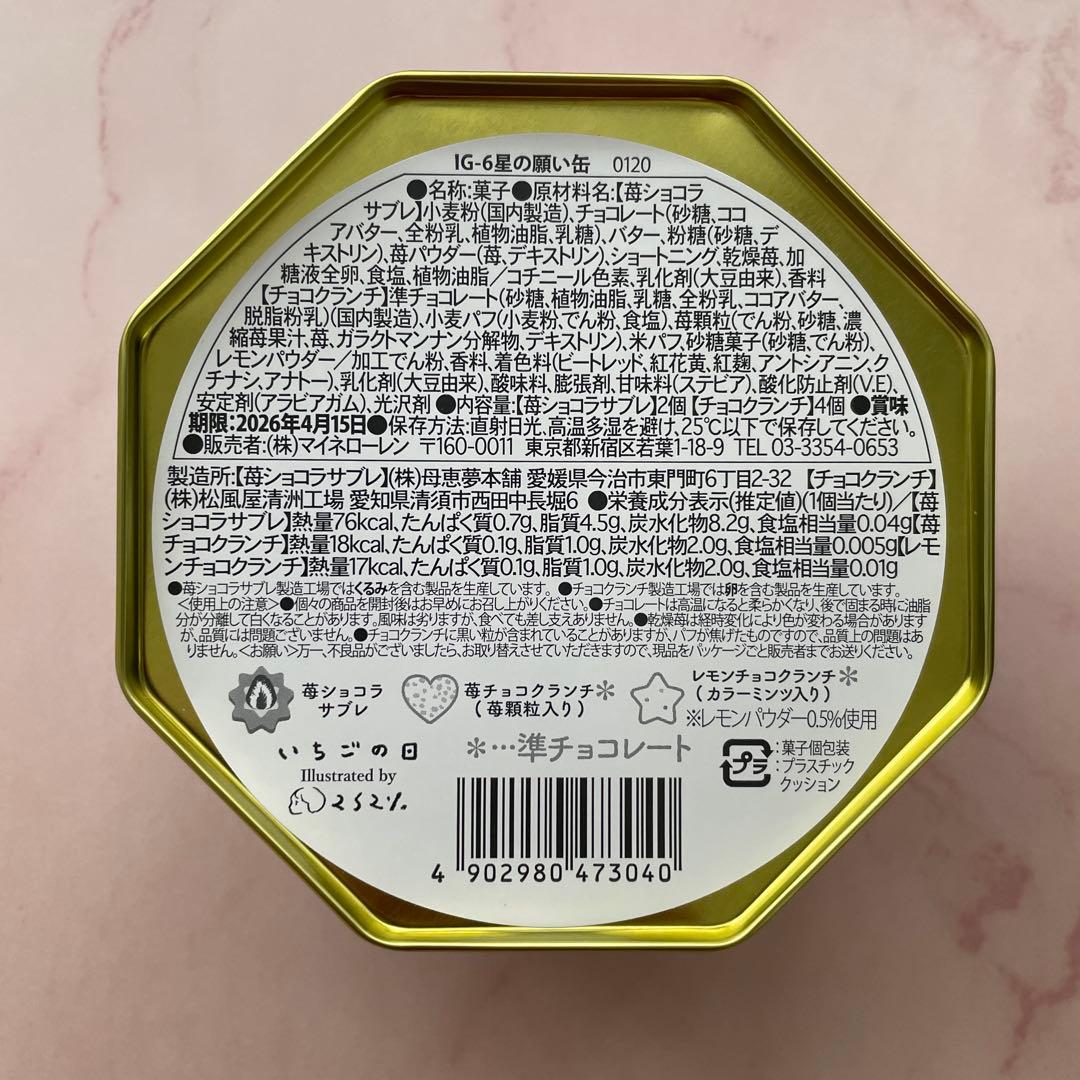 IG-6星の願い缶 0120
●名称:菓子●原材料名:【苺ショコラ
サブレ】小麦粉(国内製造)、チョコレート(砂糖、ココ
アバター、全粉乳、植物油脂、乳糖)、バター、粉糖(砂糖、デ
キストリン)、苺パウダー(苺、デキストリン)、ショートニング、乾燥苺、加
糖液全卵、食塩、植物油脂/コチニール色素、乳化剤(大豆由来)、香料
【チョコクランチ】準チョコレート(砂糖、植物油脂、乳糖、全粉乳、ココアバター、
脱脂粉乳)(国内製造)、小麦パフ(小麦粉、でん粉、食塩)、苺顆粒(でん粉、砂糖、濃
縮苺果汁、苺、ガラクトマンナン分解物、デキストリン)、米パフ、砂糖菓子(砂糖、でん粉)、
レモンパウダー/加工でん粉、香料、着色料(ビートレッド、紅花黄、紅麹、アントシアニン、ク
チナシ、アナトー)、乳化剤(大豆由来)、酸味料、膨張剤、甘味料(ステビア)、酸化防止剤(V.E)、
安定剤(アラビアガム)、光沢剤 ●内容量:【苺ショコラサブレ】2個【チョコクランチ】4個 ●賞味
期限:2026年4月15日●保存方法:直射日光、高温多湿を避け、25℃以下で保存してください。
●販売者:(株)マイネローレン 〒160-0011 東京都新宿区若葉1-18-9 TEL 03-3354-0653
製造所:【苺ショコラサブレ】(株)母恵夢本舗 愛媛県今治市東門町6丁目2-32 【チョコクランチ】
(株)松風屋清洲工場 愛知県清須市西田中長堀6 ●栄養成分表示(推定値)(1個当たり)/【苺
ショコラサブレ】熱量76kcal、たんぱく質0.7g、脂質4.5g、炭水化物8.2g、食塩相当量0.04g【苺
チョコクランチ】熱量18kcal、たんぱく質0.1g、脂質1.0g、炭水化物2.0g、食塩相当量0.005g【レモ
ンチョコクランチ】熱量17kcal、たんぱく質0.1g、脂質1.0g、炭水化物2.0g、食塩相当量0.01g
●苺ショコラサブレ製造工場ではくるみを含む製品を生産しています。 ●チョコクランチ製造工場では卵を含む製品を生産しています。
<使用上の注意>●個々の商品を開封後はお早めにお召し上がりください。●チョコレートは高温になると柔らかくなり、後で固まる時に油脂
分が分離して白くなることがあります。風味は劣りますが、食べても差し支えありません。●乾燥苺は経時変化により色が変わる場合があります
が、品質には問題ございません。●チョコクランチに黒い粒が含まれていることがありますが、パフが焦げたものですので、品質上の問題はあ
りません。<お願い>万一、不良品がございましたら、お取り替えさせていただきますので、現品をパッケージごと販売者までお送りください。
苺ショコラ
サブレ
苺チョコクランチ*
(苺顆粒入り)
レモンチョコクランチ*
(カラーミンツ入り)
※レモンパウダー0.5%使用
いちごの日
Illustrated by
252%
*…準チョコレート
プラ
:菓子個包装
:プラスチック
クッション
4 902980 473040